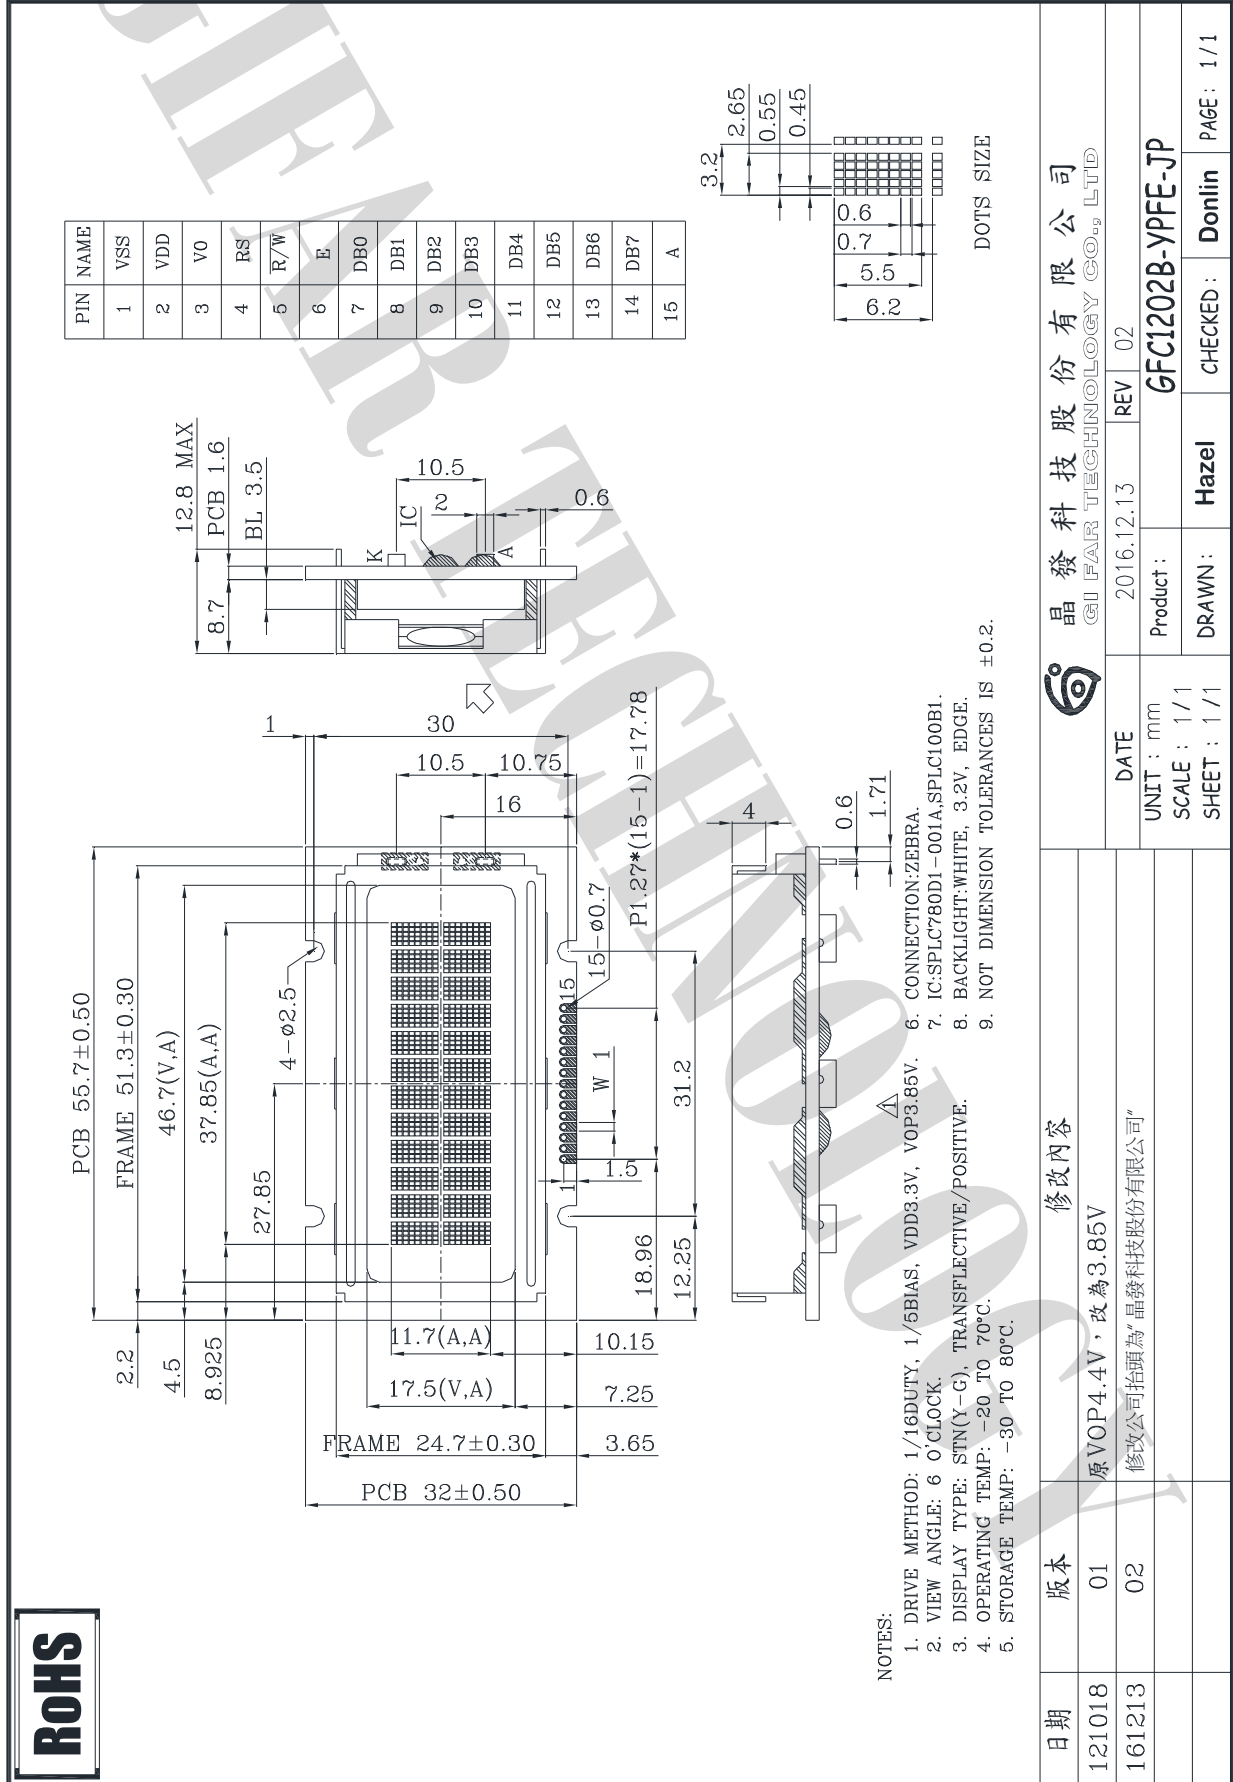 RoHS
PCB 55.7±0.50
FRAME 51.3±0.30
46.7(V,A)
37.85(A,A)
27.85
2.2
4.5
8.925
4-ø2.5
1
30
10.5
10.75
16
P1.27*(15-1)=17.78
15-ø0.7
15
1
W 1
1.5
31.2
18.96
12.25
11.7(A,A)
10.15
17.5(V,A)
7.25
FRAME 24.7±0.30
3.65
PCB 32±0.50
12.8 MAX
PCB 1.6
BL 3.5
8.7
10.5
2
0.6
K
IC
A
4
0.6
1.71
PIN NAME
1 VSS
2 VDD
3 V0
4 RS
5 R/W
6 E
7 DB0
8 DB1
9 DB2
10 DB3
11 DB4
12 DB5
13 DB6
14 DB7
15 A
3.2
2.65
0.55
0.45
0.6
0.7
5.5
6.2
DOTS SIZE
NOTES:
1. DRIVE METHOD: 1/16DUTY, 1/5BIAS, VDD3.3V, VOP3.85V.
1
2. VIEW ANGLE: 6 O'CLOCK.
3. DISPLAY TYPE: STN(Y-G), TRANSFLECTIVE/POSITIVE.
4. OPERATING TEMP: -20 TO 70°C.
5. STORAGE TEMP: -30 TO 80°C.
6. CONNECTION:ZEBRA.
7. IC:SPLC780D1-001A,SPLC100B1.
8. BACKLIGHT:WHITE, 3.2V, EDGE.
9. NOT DIMENSION TOLERANCES IS ±0.2.
日期 版本 修改內容
121018 01 原VOP4.4V，改為3.85V
161213 02 修改公司抬頭為"晶發科技股份有限公司"
晶發科技股份有限公司
GI FAR TECHNOLOGY CO., LTD
DATE 2016.12.13 REV 02
UNIT : mm
SCALE : 1/1
SHEET : 1/1
Product : GFC1202B-YPFE-JP
DRAWN : Hazel CHECKED : Donlin PAGE : 1/1
GI FAR TECHNOLOGY